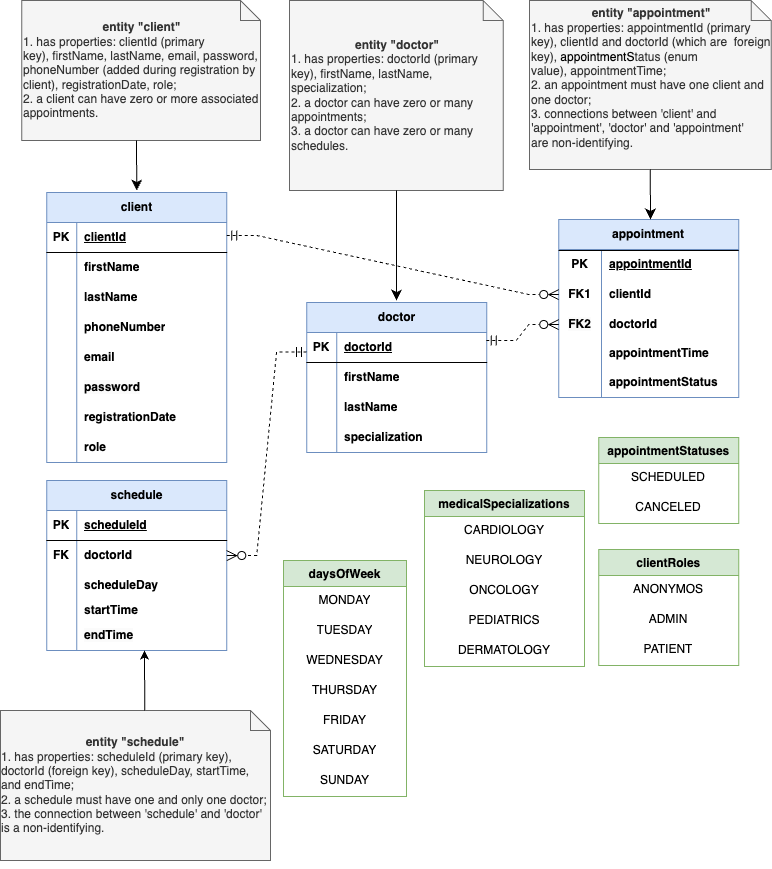 entity "client"
1. has properties: clientId (primary
key), firstName, lastName, email, password,
phoneNumber (added during registration by
client), registrationDate, role;
2. a client can have zero or more associated
appointments.
entity "doctor"
1. has properties: doctorId (primary
key), firstName, lastName,
specialization;
2. a doctor can have zero or many
appointments;
3. a doctor can have zero or many
schedules.
entity "appointment"
1. has properties: appointmentId (primary
key), clientId and doctorId (which are foreign
key), appointmentStatus (enum
value), appointmentTime;
2. an appointment must have one client and
one doctor;
3. connections between 'client' and
'appointment', 'doctor' and 'appointment'
are non-identifying.
client
PK clientId
firstName
lastName
phoneNumber
email
password
registrationDate
role
doctor
PK doctorId
firstName
lastName
specialization
appointment
PK appointmentId
FK1 clientId
FK2 doctorId
appointmentTime
appointmentStatus
schedule
PK scheduleId
FK doctorId
scheduleDay
startTime
endTime
daysOfWeek
MONDAY
TUESDAY
WEDNESDAY
THURSDAY
FRIDAY
SATURDAY
SUNDAY
medicalSpecializations
CARDIOLOGY
NEUROLOGY
ONCOLOGY
PEDIATRICS
DERMATOLOGY
appointmentStatuses
SCHEDULED
CANCELED
clientRoles
ANONYMOS
ADMIN
PATIENT
entity "schedule"
1. has properties: scheduleId (primary key),
doctorId (foreign key), scheduleDay, startTime,
and endTime;
2. a schedule must have one and only one doctor;
3. the connection between 'schedule' and 'doctor'
is a non-identifying.